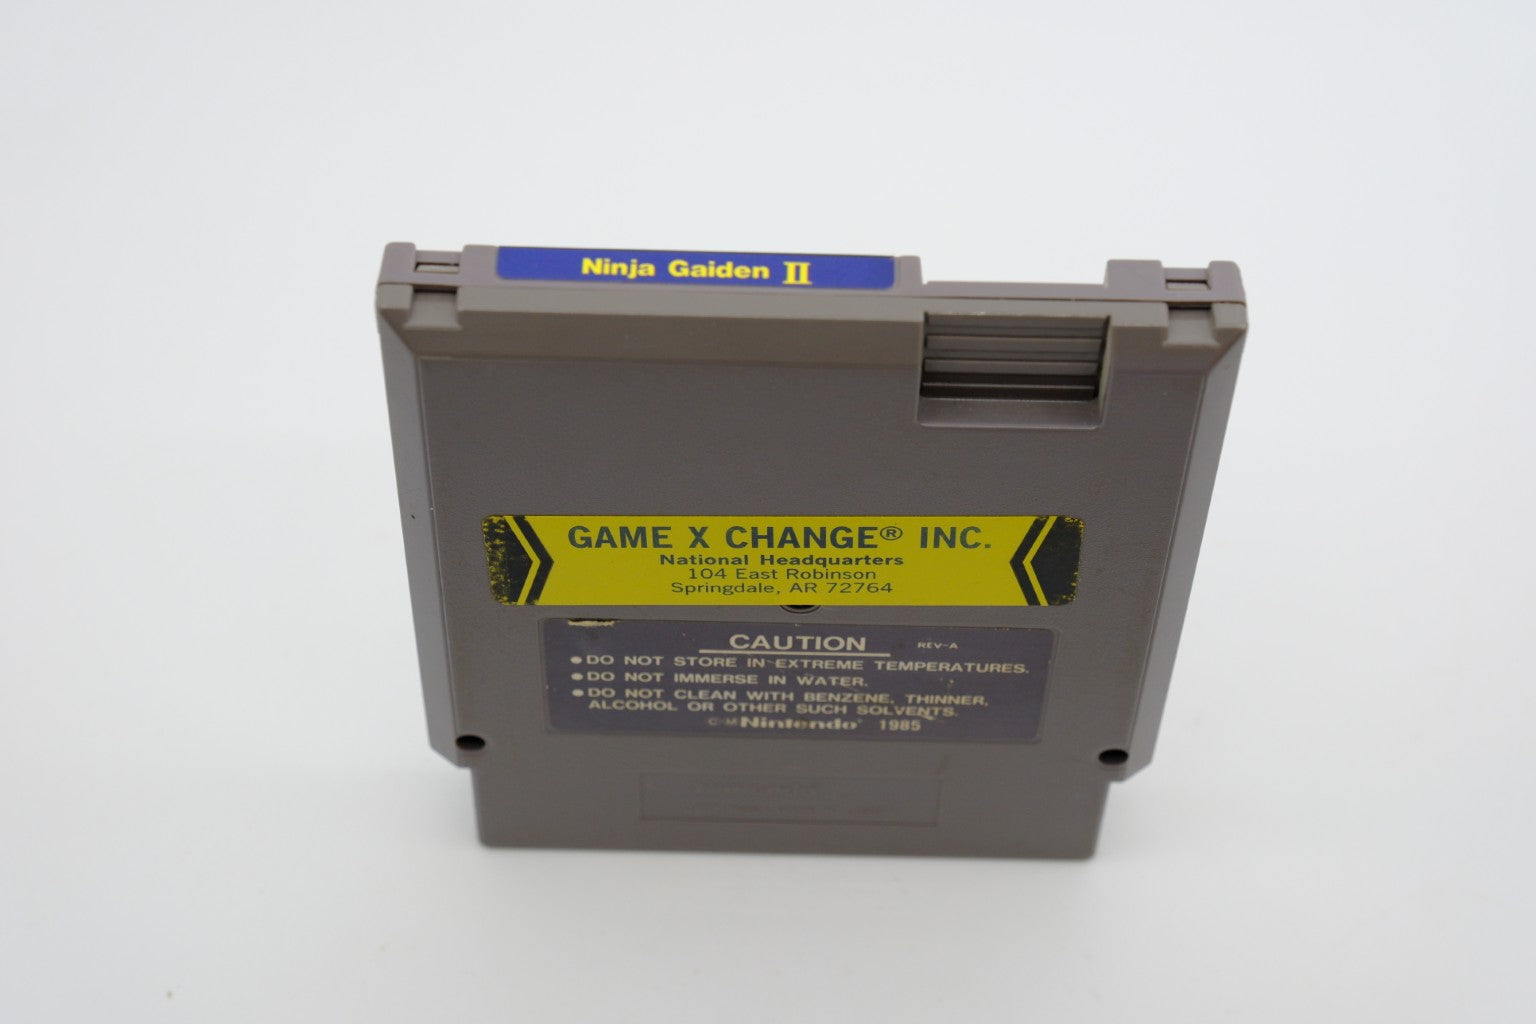 Ninja Gaiden II
GAME X CHANGE® INC.
National Headquarters
104 East Robinson
Springdale, AR 72764
CAUTION REV-A
●DO NOT STORE IN EXTREME TEMPERATURES.
●DO NOT IMMERSE IN WATER.
●DO NOT CLEAN WITH BENZENE, THINNER,
ALCOHOL OR OTHER SUCH SOLVENTS.
Nintendo® 1985